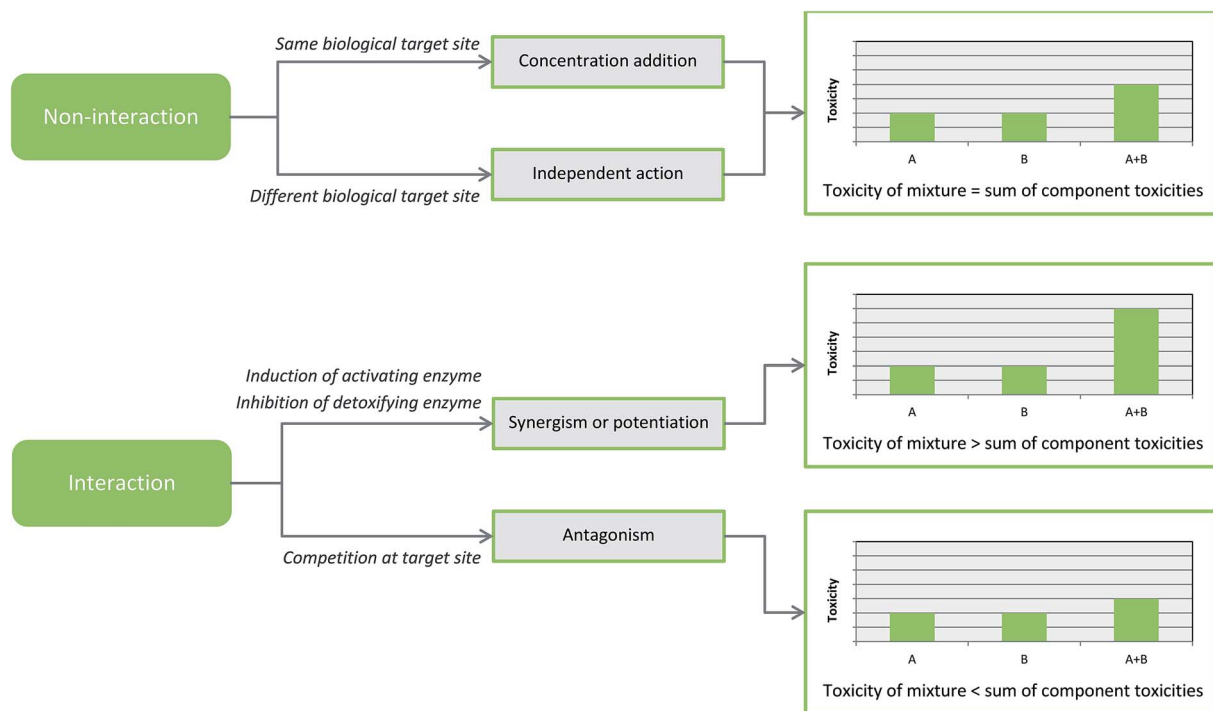 Same biological target site
Concentration addition
Non-interaction
Independent action
Different biological target site
Toxicity
A B A+B
Toxicity of mixture = sum of component toxicities
Induction of activating enzyme
Inhibition of detoxifying enzyme
Synergism or potentiation
Interaction
Antagonism
Competition at target site
Toxicity
A B A+B
Toxicity of mixture > sum of component toxicities
Toxicity
A B A+B
Toxicity of mixture < sum of component toxicities